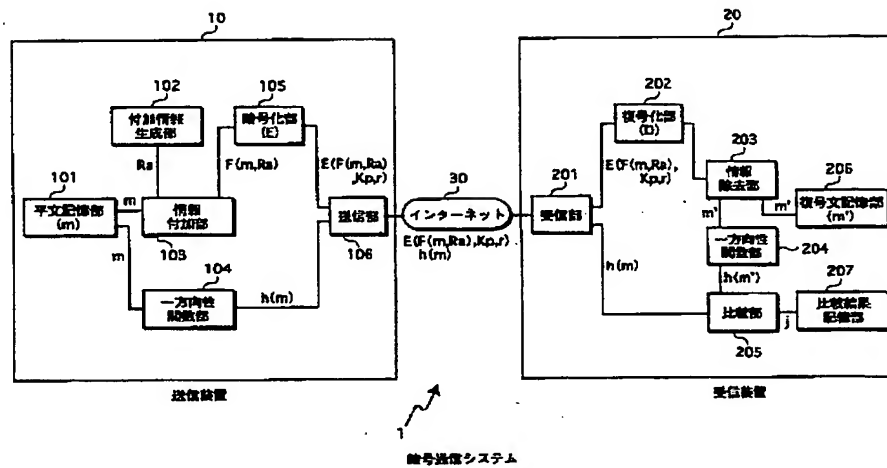 10
20
102
付加情報
生成部
105
暗号化部
(E)
Ra
F(m,Ra)
E(F(m,Ra)
,Kp,r)
101
平文記憶部
(m)
m
m
情報
付加部
103
104
一方向性
関数部
h(m)
送信部
106
送信装置
30
インターネット
E(F(m,Ra),Kp,r)
h(m)
201
受信部
202
復号化部
(D)
E(F(m,Ra),
Kp,r)
203
情報
除去部
206
復号文記憶部
(m')
m'
m'
一方向性
関数部
204
h(m')
h(m)
207
比較部
205
j
比較結果
記憶部
受信装置
1
暗号通信システム